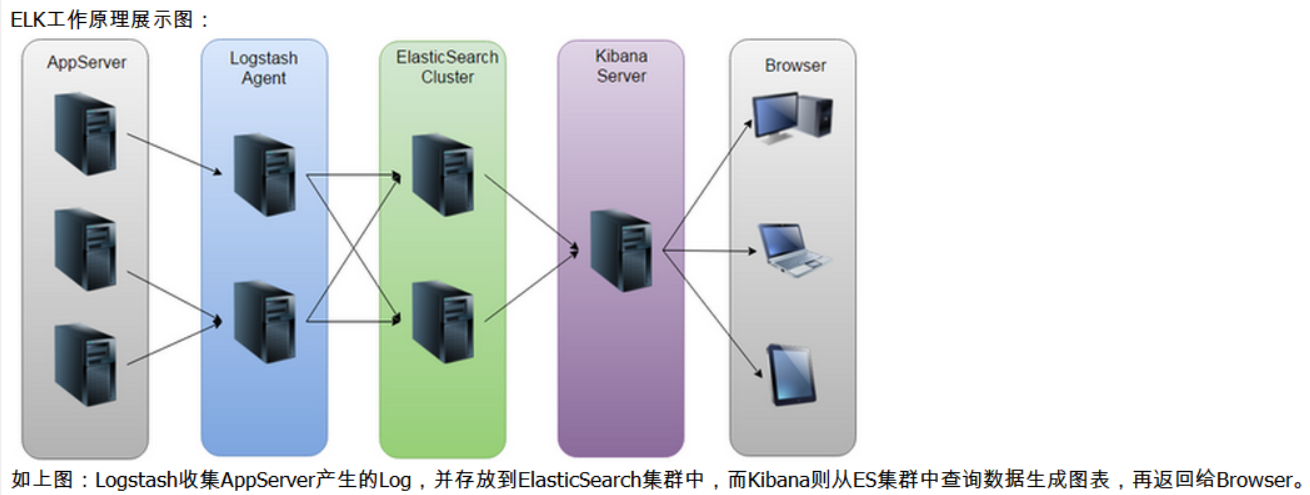 ELK工作原理展示图：
AppServer
Logstash
Agent
ElasticSearch
Cluster
Kibana
Server
Browser
如上图：Logstash收集AppServer产生的Log，并存放到ElasticSearch集群中，而Kibana则从ES集群中查询数据生成图表，再返回给Browser。